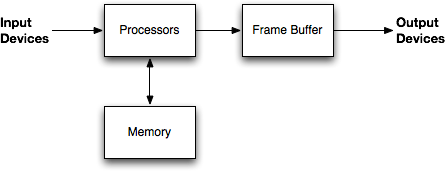 Input
Devices
Processors
Frame Buffer
Output
Devices
Memory